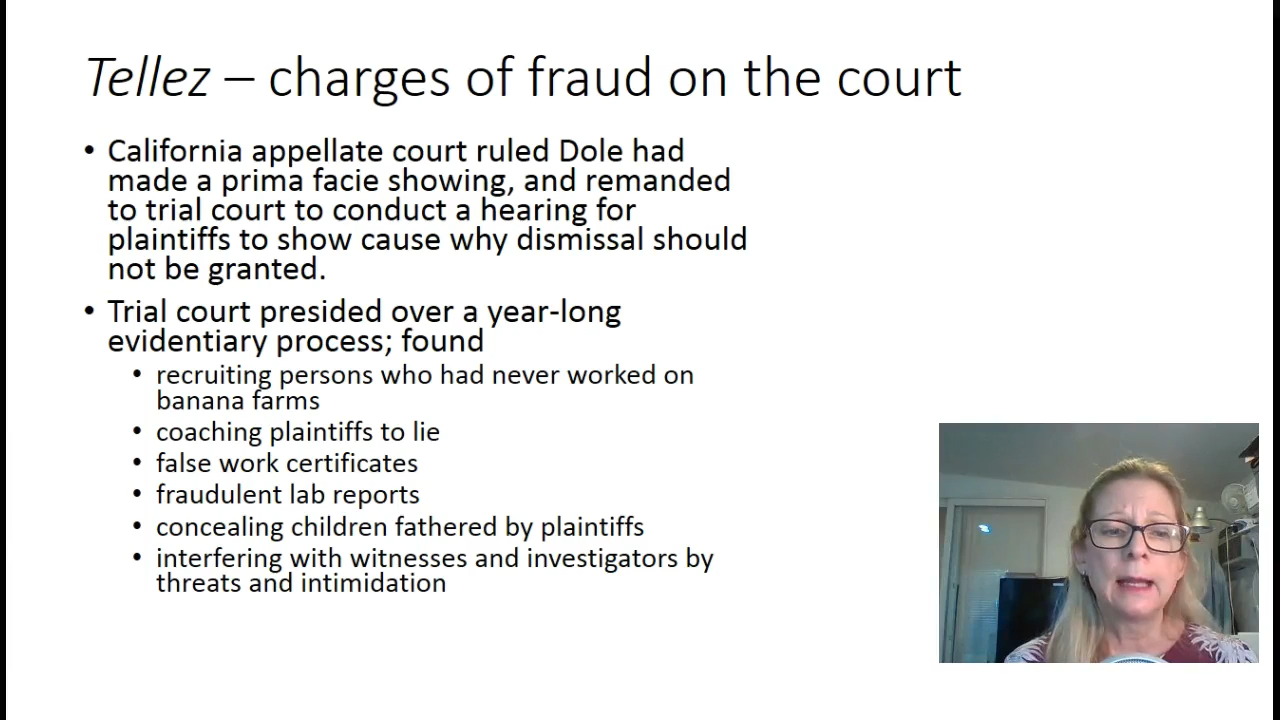 Tellez – charges of fraud on the court
• California appellate court ruled Dole had
made a prima facie showing, and remanded
to trial court to conduct a hearing for
plaintiffs to show cause why dismissal should
not be granted.
• Trial court presided over a year-long
evidentiary process; found
• recruiting persons who had never worked on
banana farms
• coaching plaintiffs to lie
• false work certificates
• fraudulent lab reports
• concealing children fathered by plaintiffs
• interfering with witnesses and investigators by
threats and intimidation